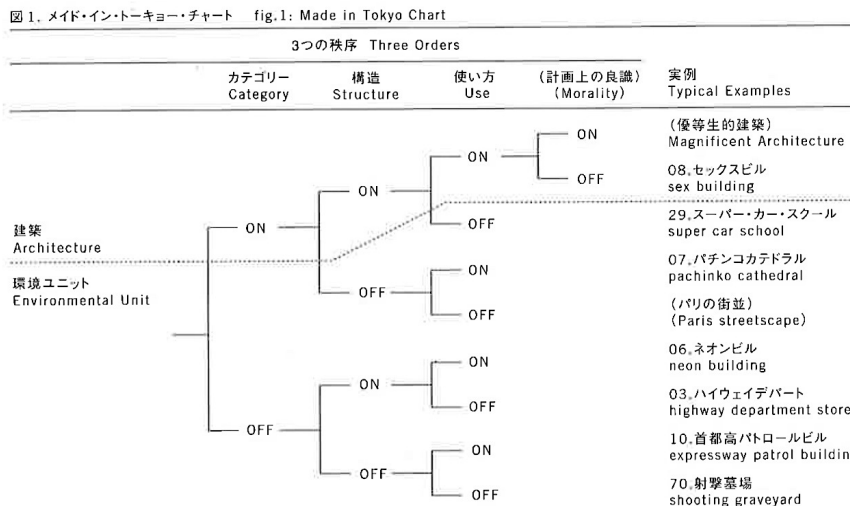 図1. メイド・イン・トーキョー・チャート fig.1: Made in Tokyo Chart
3つの秩序 Three Orders
カテゴリー
Category
構造
Structure
使い方
Use
(計画上の良識)
(Morality)
実例
Typical Examples
建築
Architecture
環境ユニット
Environmental Unit
ON
OFF
ON
OFF
ON
OFF
ON
OFF
ON
OFF
ON
OFF
ON
OFF
ON
OFF
(優等生的建築)
Magnificent Architecture
08.セックスビル
sex building
29.スーパー・カー・スクール
super car school
07.パチンコカテドラル
pachinko cathedral
(パリの街並)
(Paris streetscape)
06.ネオンビル
neon building
03.ハイウェイデパート
highway department store
10.首都高パトロールビル
expressway patrol buildin
70.射撃墓場
shooting graveyard